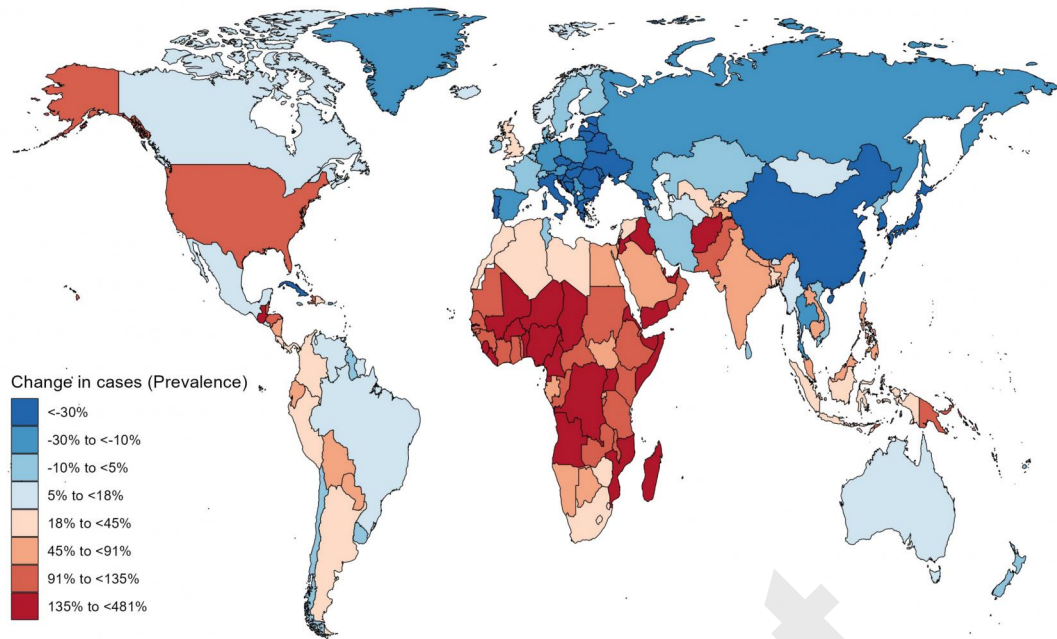 Change in cases (Prevalence)
<-30%
-30% to <-10%
-10% to <5%
5% to <18%
18% to <45%
45% to <91%
91% to <135%
135% to <481%